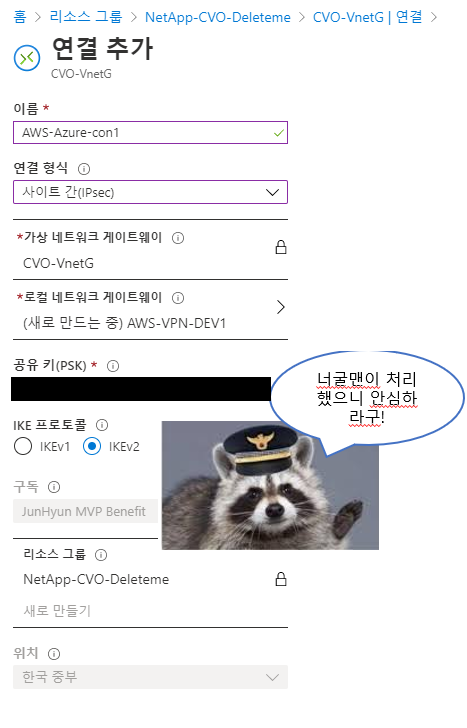 홈 > 리소스 그룹 > NetApp-CVO-Deleteme > CVO-VnetG | 연결 >
연결 추가
CVO-VnetG
이름 *
AWS-Azure-con1
연결 형식
사이트 간(IPsec)
*가상 네트워크 게이트웨이
CVO-VnetG
*로컬 네트워크 게이트웨이
(새로 만드는 중) AWS-VPN-DEV1
공유 키(PSK) *
너굴맨이 처리
했으니 안심하
라구!
IKE 프로토콜
IKEv1 IKEv2
구독
JunHyun MVP Benefit
리소스 그룹
NetApp-CVO-Deleteme
새로 만들기
위치
한국 중부